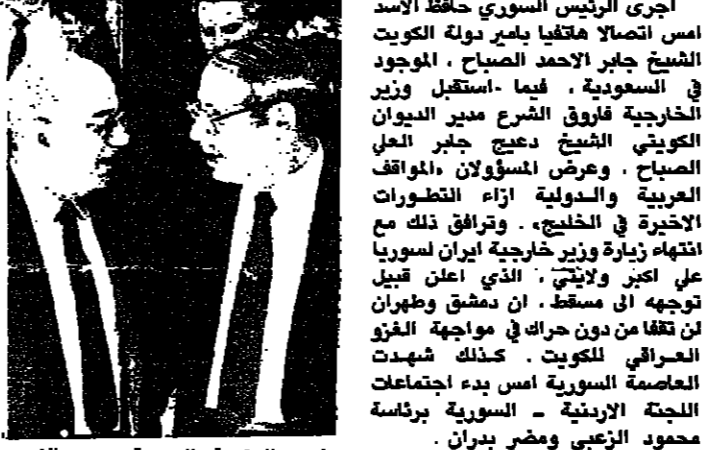 اجرى الرئيس السوري حافظ الاسد
امس اتصالا هاتفيا بامير دولة الكويت
الشيخ جابر الاحمد الصباح ، الموجود
في السعودية ، فيما استقبل وزير
الخارجية فاروق الشرع مدير الديوان
الكويتي الشيخ دعيج جابر العلي
الصباح ، وعرض المسؤولان «المواقف
العربية والدولية ازاء التطورات
الاخيرة في الخليج» . وترافق ذلك مع
انتهاء زيارة وزير خارجية ايران لسوريا
علي اكبر ولايتي ، الذي اعلن قبيل
توجهه الى مسقط ، ان دمشق وطهران
لن تقفا من دون حراك في مواجهة الغزو
العراقي للكويت . كذلك شهدت
العاصمة السورية امس بدء اجتماعات
اللجنة الاردنية ــ السورية برئاسة
محمود الزعبي ومضر بدران .